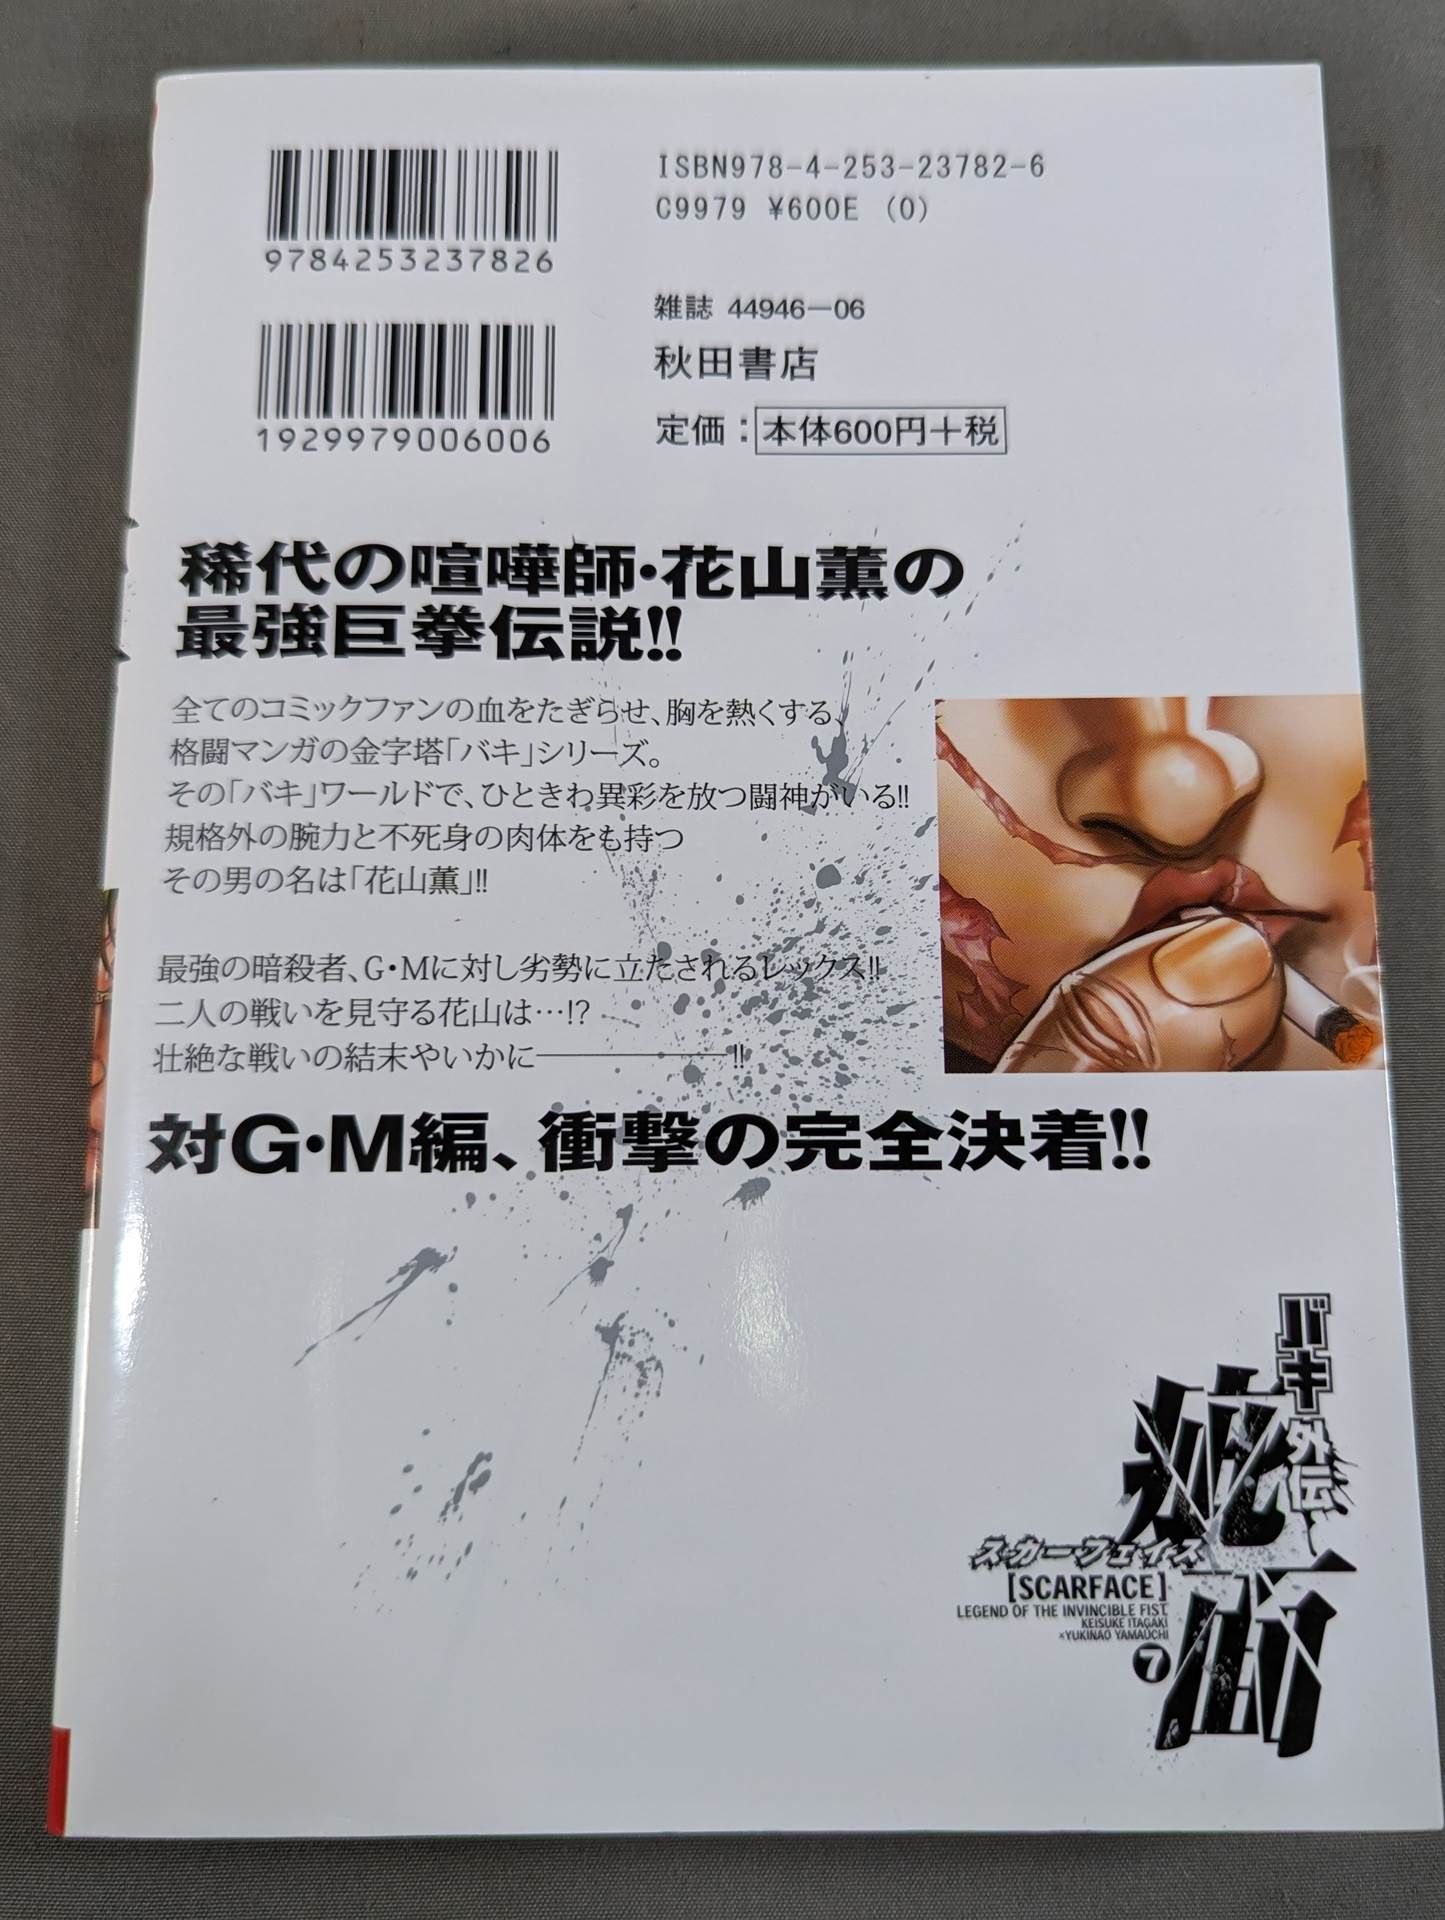 9784253237826
ISBN978-4-253-23782-6
C9979 ¥600E (0)
1929979006006
雑誌 44946-06
秋田書店
定価:本体600円+税
稀代の喧嘩師・花山薫の
最強巨拳伝説!!
全てのコミックファンの血をたぎらせ、胸を熱くする、
格闘マンガの金字塔「バキ」シリーズ。
その「バキ」ワールドで、ひときわ異彩を放つ闘神がいる!!
規格外の腕力と不死身の肉体をも持つ
その男の名は「花山薫」!!
最強の暗殺者、G・Mに対し劣勢に立たされるレックス!!
二人の戦いを見守る花山は…!?
壮絶な戦いの結末やいかに――――――!!
対G・M編、衝撃の完全決着!!
バキ外伝
疵面
スカーフェイス
[SCARFACE]
LEGEND OF THE INVINCIBLE FIST
KEISUKE ITAGAKI
×YUKINAO YAMAUCHI
7